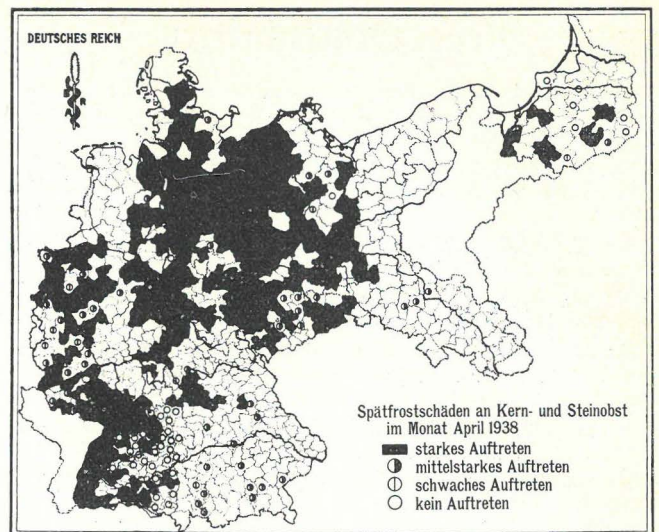 DEUTSCHES REICH
Spätfrostschäden an Kern- und Steinobst
im Monat April 1938
starkes Auftreten
mittelstarkes Auftreten
schwaches Auftreten
kein Auftreten